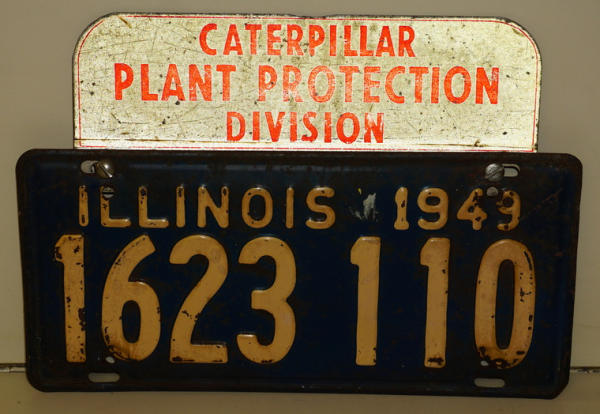 CATERPILLAR
PLANT PROTECTION
DIVISION
ILLINOIS 1949
1623 110